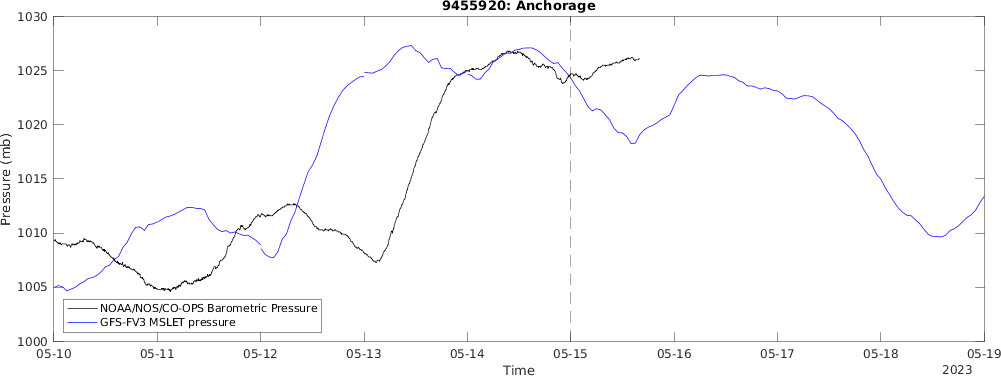 9455920: Anchorage
Pressure (mb)
1030
1025
1020
1015
1010
1005
1000
NOAA/NOS/CO-OPS Barometric Pressure
GFS-FV3 MSLET pressure
05-10 05-11 05-12 05-13 05-14 05-15 05-16 05-17 05-18 05-19
Time
2023